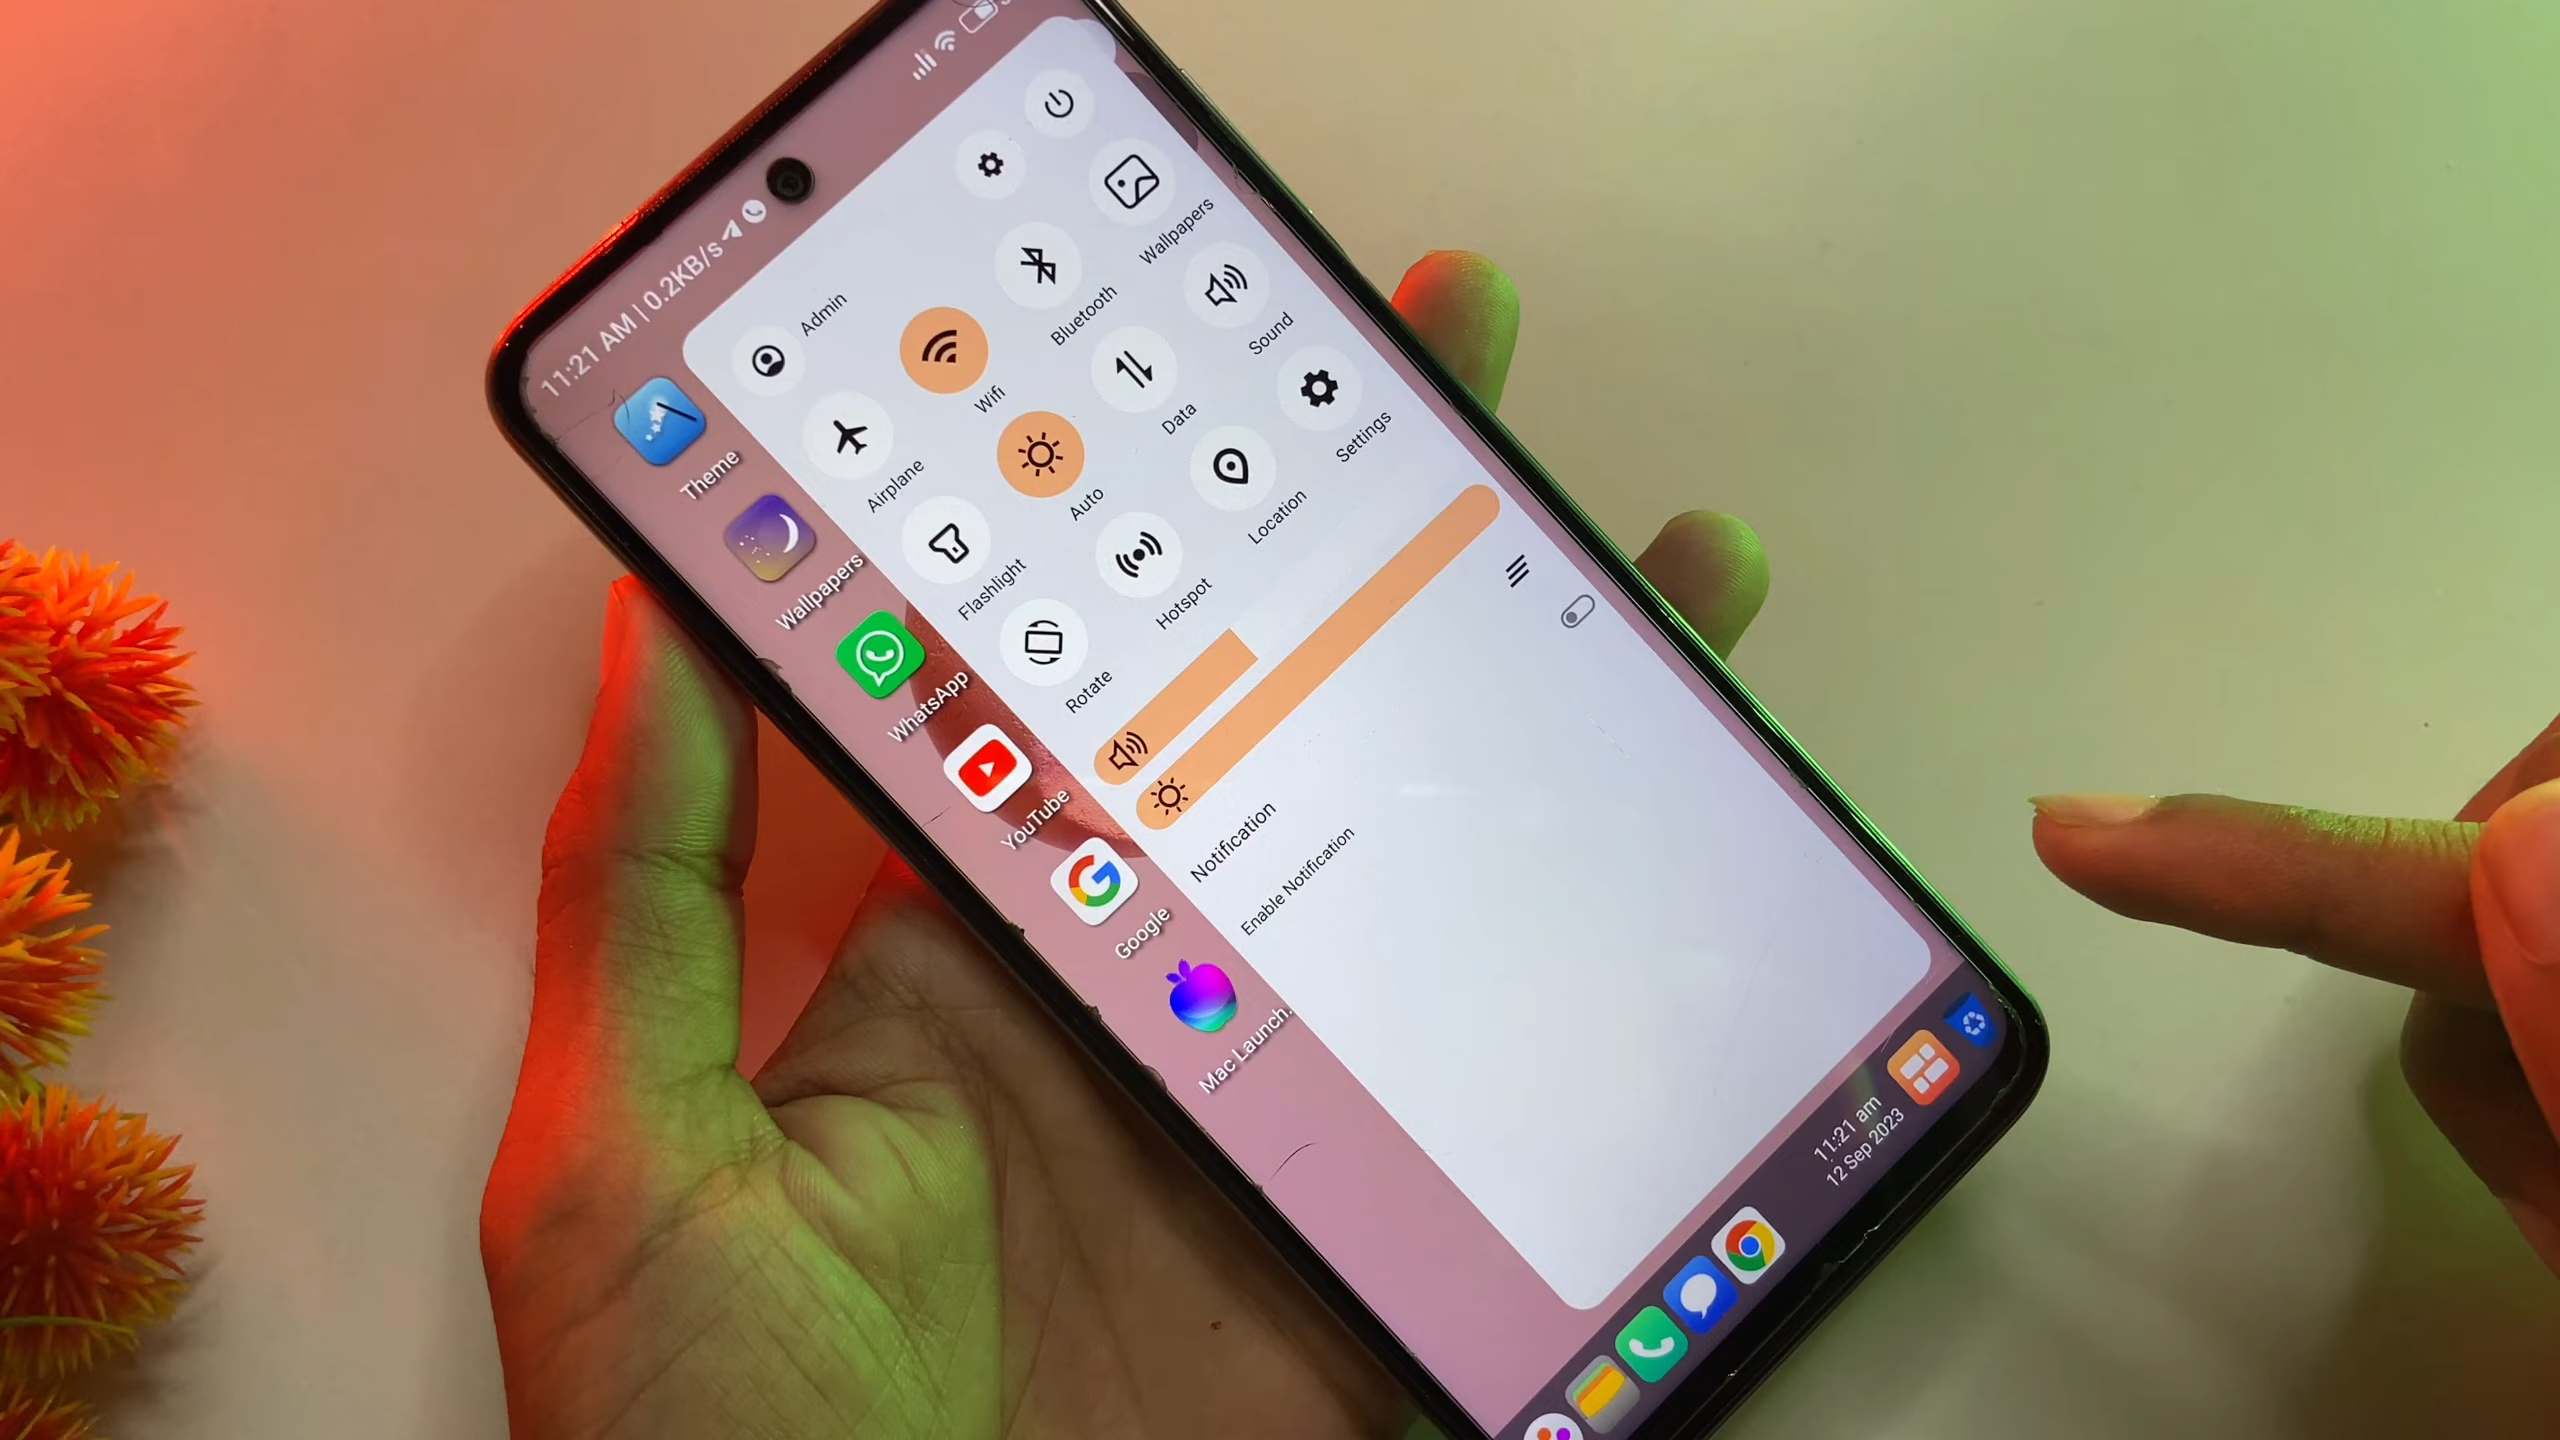 11:21 AM | 0.2KB/s
Theme
Wallpapers
WhatsApp
YouTube
Google
Mac Launch.
Admin
Airplane
Wifi
Bluetooth
Wallpapers
Flashlight
Auto
Data
Sound
Rotate
Hotspot
Location
Settings
Notification
Enable Notification
11:21 am
12 Sep 2023